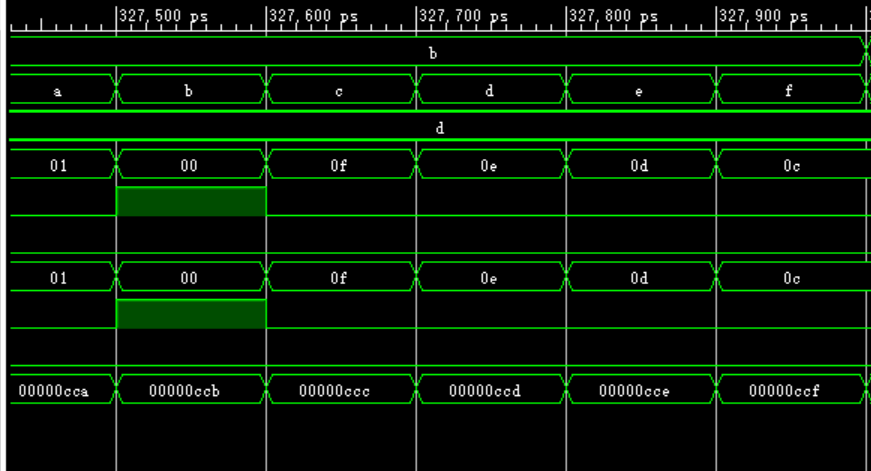 327,500 ps 327,600 ps 327,700 ps 327,800 ps 327,900 ps
b
a b c d e f
d
01 00 0f 0e 0d 0c
01 00 0f 0e 0d 0c
00000cca 00000ccb 00000ccc 00000ccd 00000cce 00000ccf